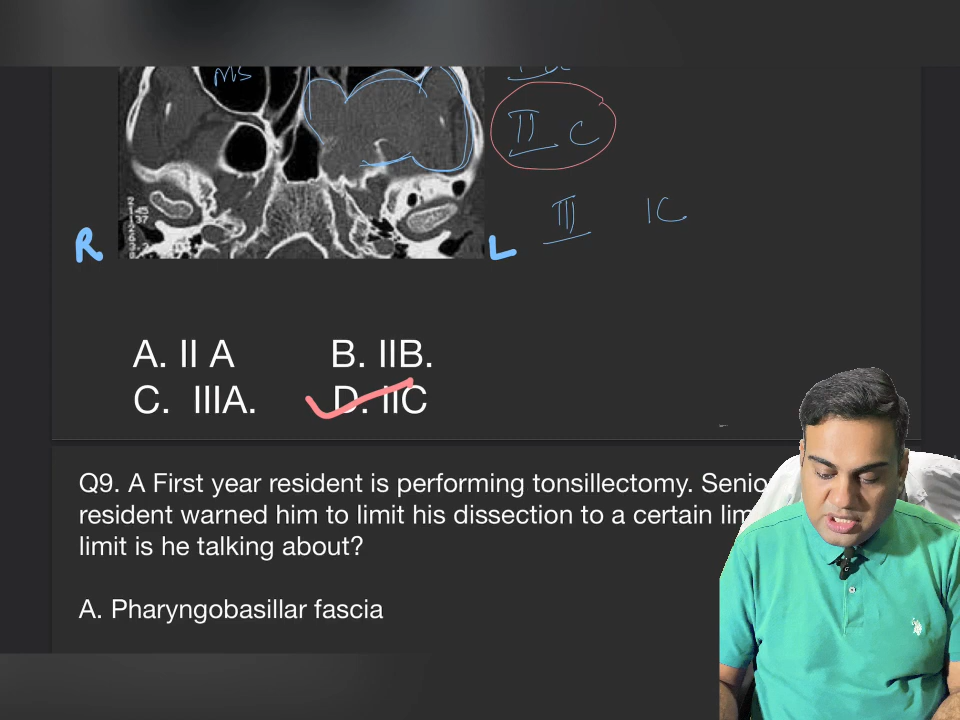 MS
II C
III IC
R L
A. II A B. IIB.
C. IIIA. D. IIC
Q9. A First year resident is performing tonsillectomy. Senio
resident warned him to limit his dissection to a certain lim
limit is he talking about?
A. Pharyngobasillar fascia